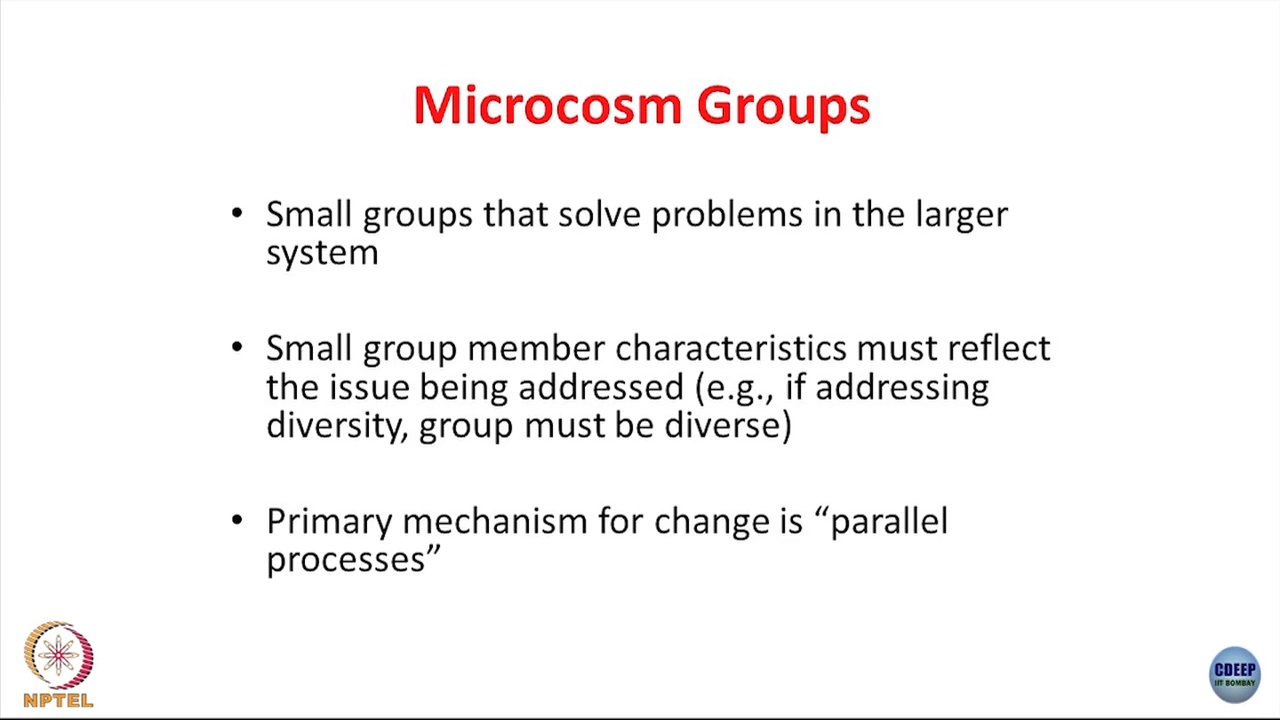 Microcosm Groups
• Small groups that solve problems in the larger
system
• Small group member characteristics must reflect
the issue being addressed (e.g., if addressing
diversity, group must be diverse)
• Primary mechanism for change is “parallel
processes”
NPTEL
CDEEP
IIT BOMBAY